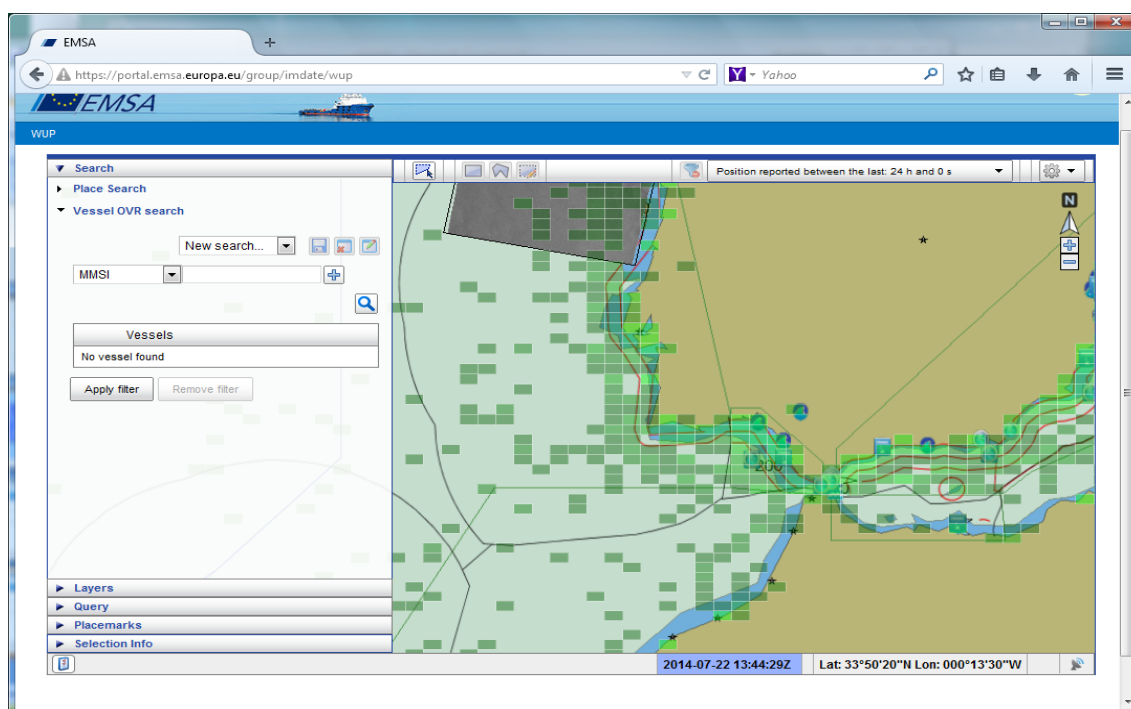 EMSA
https://portal.emsa.europa.eu/group/imdate/wup
Yahoo
EMSA
WUP
Search
Position reported between the last: 24 h and 0 s
Place Search
N
Vessel OVR search
New search...
MMSI
Vessels
No vessel found
Apply filter
Remove filter
200
Layers
Query
Placemarks
Selection Info
2014-07-22 13:44:29Z
Lat: 33°50'20"N Lon: 000°13'30"W